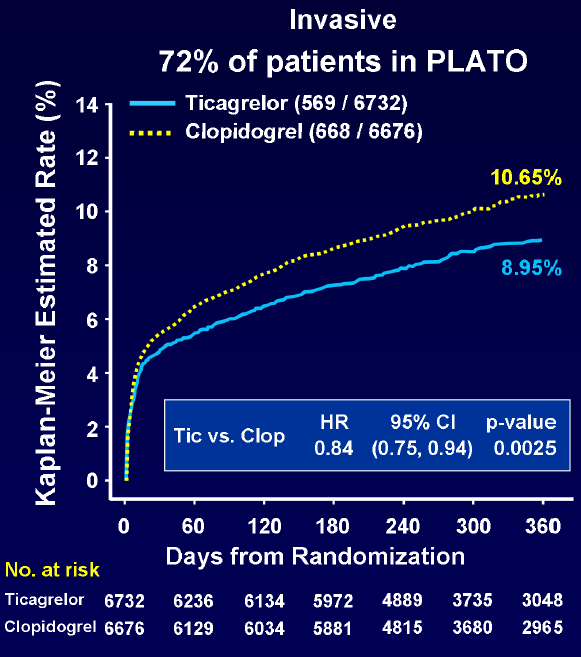 Invasive
72% of patients in PLATO
Kaplan-Meier Estimated Rate (%)
14
12
10
8
6
4
2
0
Ticagrelor (569 / 6732)
Clopidogrel (668 / 6676)
10.65%
8.95%
HR 95% CI p-value
Tic vs. Clop 0.84 (0.75, 0.94) 0.0025
0 60 120 180 240 300 360
Days from Randomization
No. at risk
Ticagrelor 6732 6236 6134 5972 4889 3735 3048
Clopidogrel 6676 6129 6034 5881 4815 3680 2965